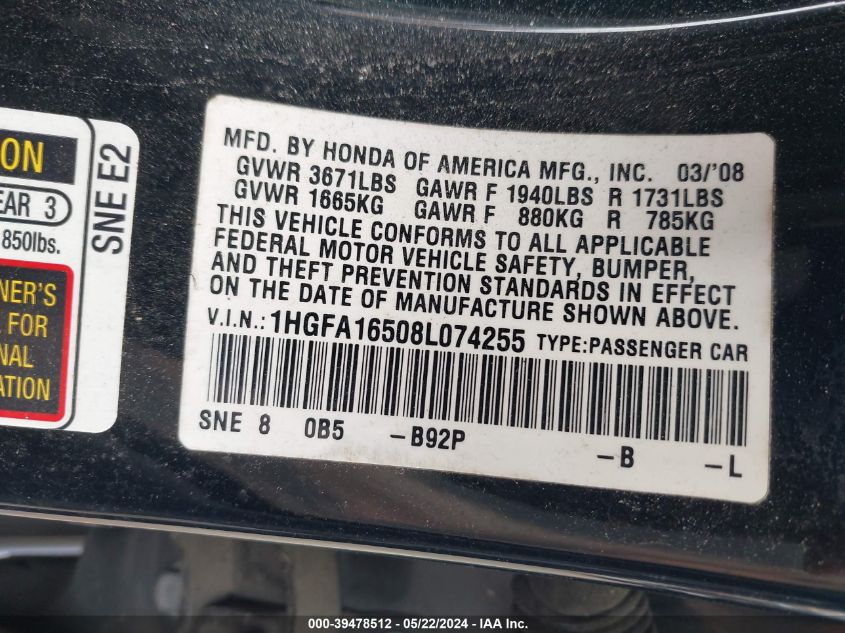 ON
EAR 3
850lbs.
SNE E2
NER'S
FOR
NAL
ATION
MFD. BY HONDA OF AMERICA MFG., INC. 03/'08
GVWR 3671LBS GAWR F 1940LBS R 1731LBS
GVWR 1665KG GAWR F 880KG R 785KG
THIS VEHICLE CONFORMS TO ALL APPLICABLE
FEDERAL MOTOR VEHICLE SAFETY, BUMPER,
AND THEFT PREVENTION STANDARDS IN EFFECT
ON THE DATE OF MANUFACTURE SHOWN ABOVE.
V.I.N.: 1HGFA16508L074255 TYPE:PASSENGER CAR
SNE 8 0B5 -B92P -B -L
000-39478512 - 05/22/2024 - IAA Inc.